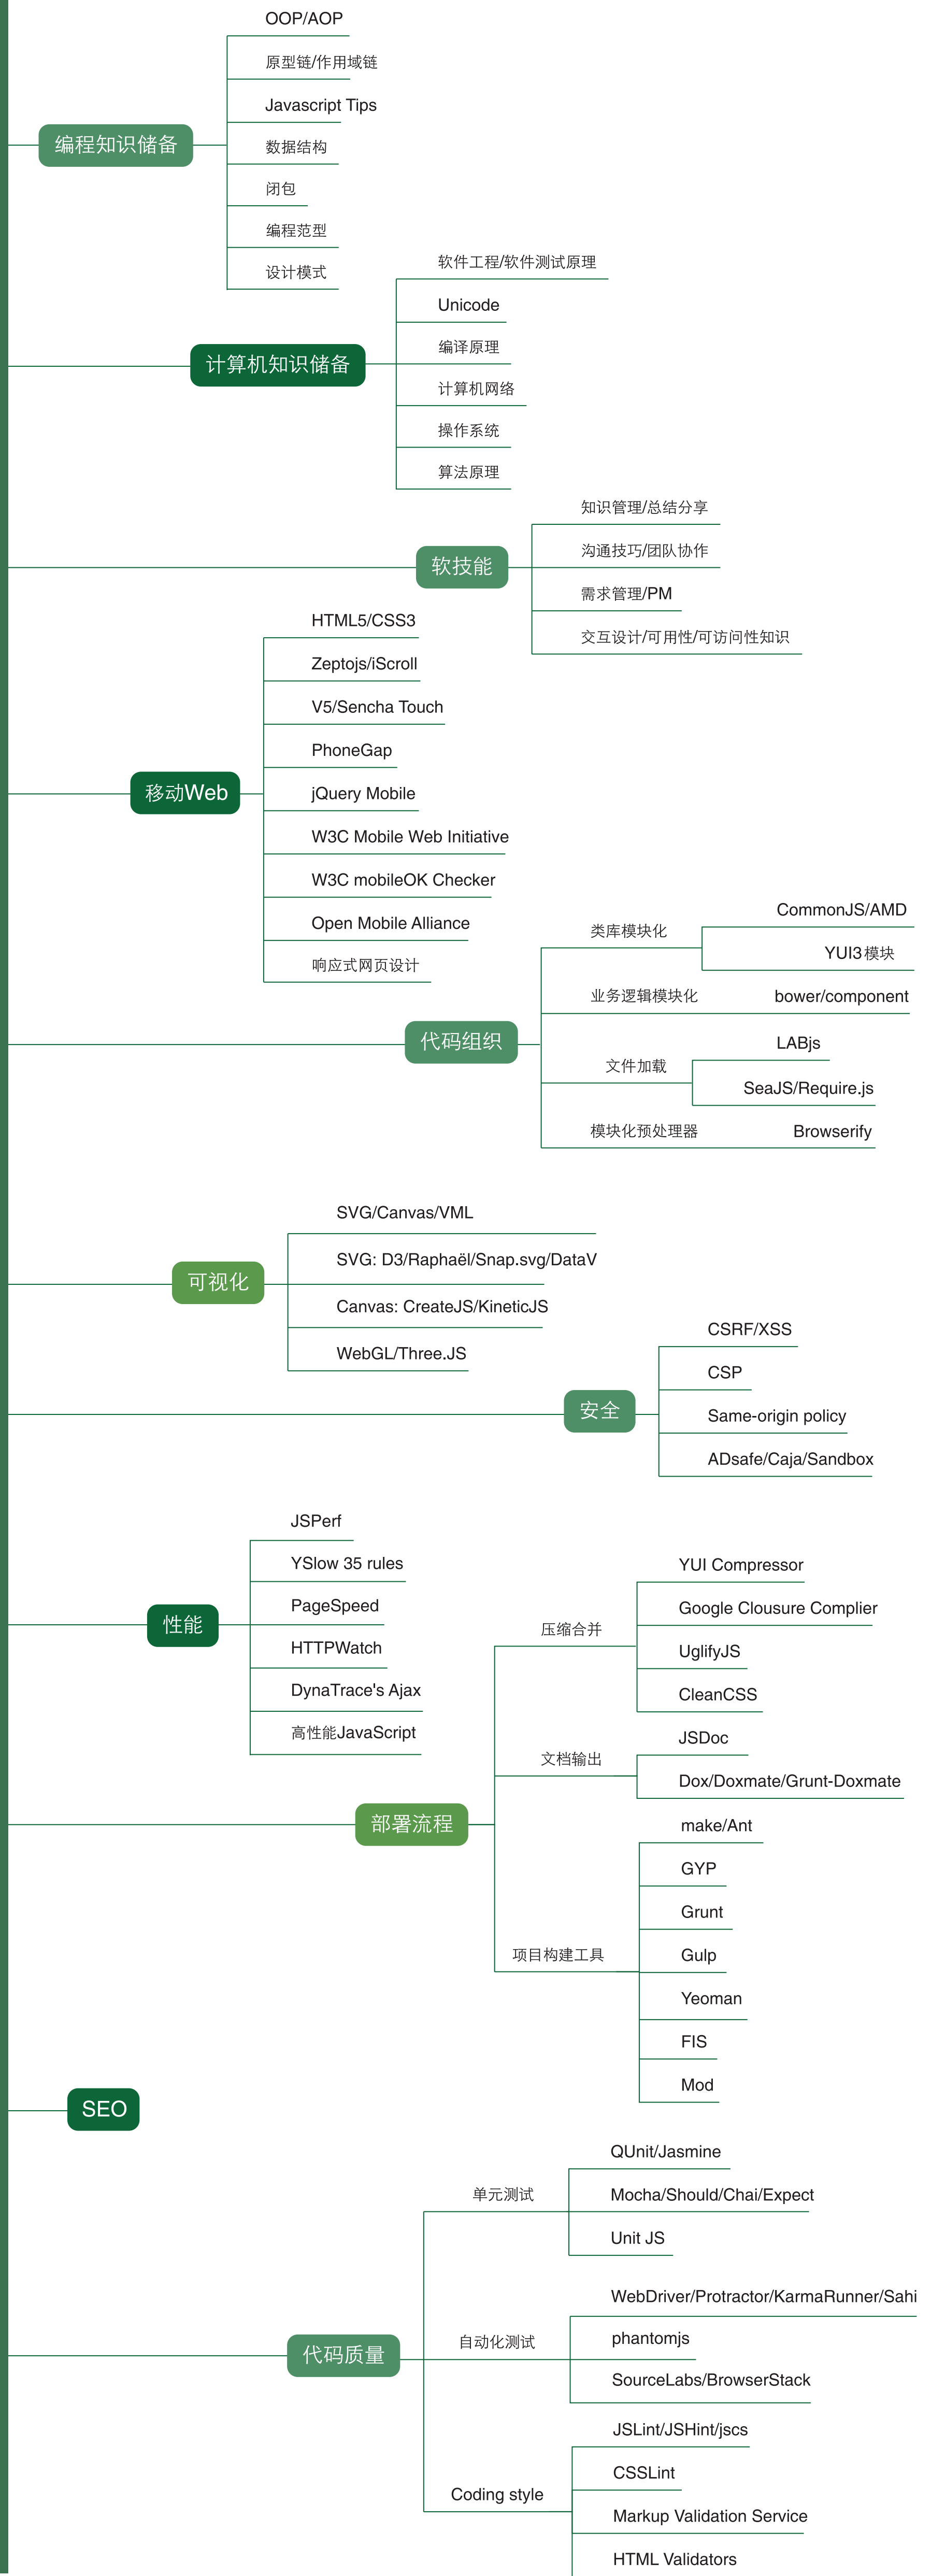 编程知识储备
OOP/AOP
原型链/作用域链
Javascript Tips
数据结构
闭包
编程范型
设计模式
计算机知识储备
软件工程/软件测试原理
Unicode
编译原理
计算机网络
操作系统
算法原理
软技能
知识管理/总结分享
沟通技巧/团队协作
需求管理/PM
交互设计/可用性/可访问性知识
移动Web
HTML5/CSS3
Zeptojs/iScroll
V5/Sencha Touch
PhoneGap
jQuery Mobile
W3C Mobile Web Initiative
W3C mobileOK Checker
Open Mobile Alliance
响应式网页设计
代码组织
类库模块化
CommonJS/AMD
YUI3模块
业务逻辑模块化
bower/component
文件加载
LABjs
SeaJS/Require.js
模块化预处理器
Browserify
可视化
SVG/Canvas/VML
SVG: D3/Raphaël/Snap.svg/DataV
Canvas: CreateJS/KineticJS
WebGL/Three.JS
安全
CSRF/XSS
CSP
Same-origin policy
ADsafe/Caja/Sandbox
性能
JSPerf
YSlow 35 rules
PageSpeed
HTTPWatch
DynaTrace's Ajax
高性能JavaScript
部署流程
压缩合并
YUI Compressor
Google Clousure Complier
UglifyJS
CleanCSS
文档输出
JSDoc
Dox/Doxmate/Grunt-Doxmate
项目构建工具
make/Ant
GYP
Grunt
Gulp
Yeoman
FIS
Mod
SEO
代码质量
单元测试
QUnit/Jasmine
Mocha/Should/Chai/Expect
Unit JS
自动化测试
WebDriver/Protractor/KarmaRunner/Sahi
phantomjs
SourceLabs/BrowserStack
Coding style
JSLint/JSHint/jscs
CSSLint
Markup Validation Service
HTML Validators